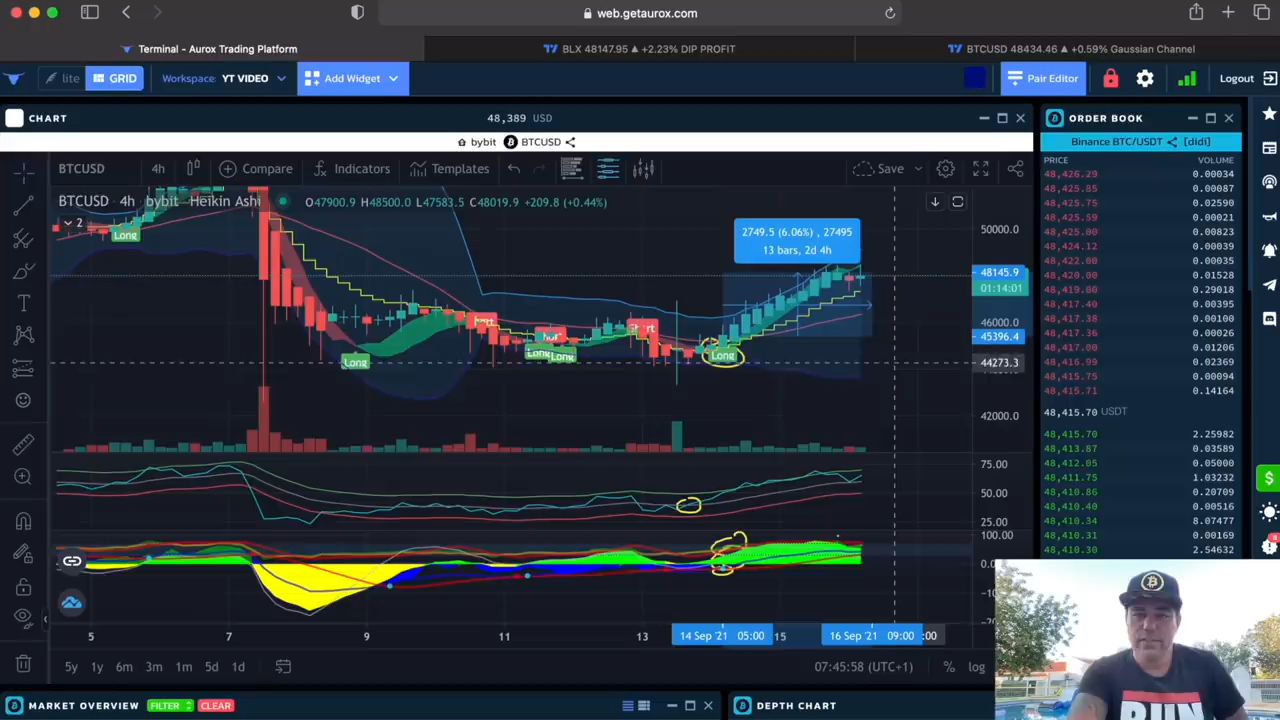 web.getaurox.com
Terminal - Aurox Trading Platform
BLX 48147.95 ▲ +2.23% DIP PROFIT
BTCUSD 48434.46 ▲ +0.59% Gaussian Channel
lite GRID Workspace: YT VIDEO Add Widget Pair Editor Logout
CHART 48,389 USD
bybit BTCUSD
BTCUSD 4h Compare Indicators Templates Save
BTCUSD · 4h · bybit · Heikin Ashi O47900.9 H48500.0 L47583.5 C48019.9 +209.8 (+0.44%)
2
Long
2749.5 (6.06%) , 27495
13 bars, 2d 4h
Long
Long
Long
Long
50000.0
48145.9
01:14:01
46000.0
45396.4
44273.3
42000.0
75.00
50.00
25.00
100.00
5 7 9 11 13 14 Sep '21 05:00 15 16 Sep '21 09:00 :00
5y 1y 6m 3m 1m 5d 1d 07:45:58 (UTC+1) % log
ORDER BOOK
Binance BTC/USDT [didi]
PRICE VOLUME
48,426.29 0.00034
48,425.85 0.00087
48,425.75 0.02590
48,425.59 0.00021
48,425.00 0.00823
48,424.12 0.00039
48,422.00 0.00035
48,420.00 0.01528
48,419.00 0.29018
48,417.40 0.00395
48,417.38 0.00100
48,417.36 0.00026
48,417.00 0.01206
48,416.99 0.02369
48,415.75 0.00094
48,415.71 0.14164
48,415.70 USDT
48,415.70 2.25982
48,413.87 0.03589
48,412.05 0.05000
48,411.75 1.03232
48,410.86 0.20709
48,410.40 0.00516
48,410.34 8.07477
48,410.31 0.00169
48,410.30 2.54632
MARKET OVERVIEW FILTER CLEAR
DEPTH CHART
RUN